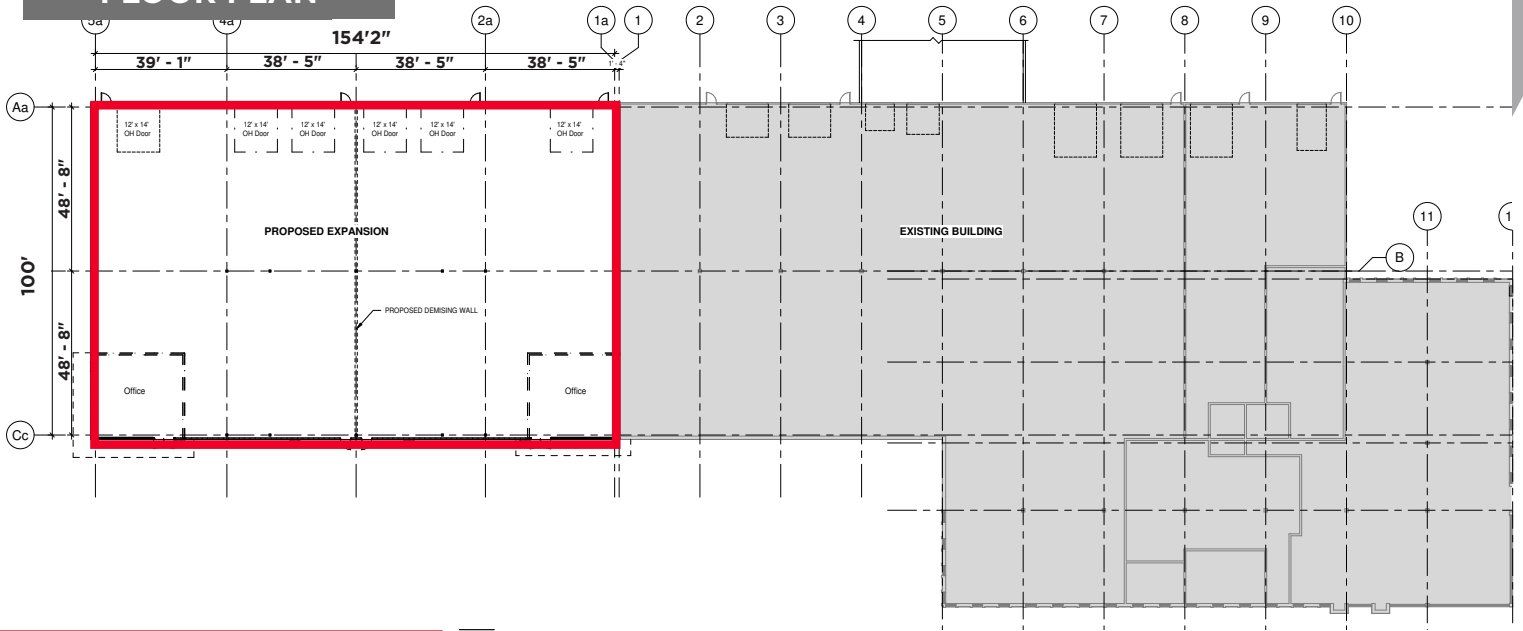 FLOOR PLAN
5a
4a
2a
1a
1
2
3
4
5
6
7
8
9
10
154'2"
39' - 1"
38' - 5"
38' - 5"
38' - 5"
1' - 4"
Aa
12' x 14'
OH Door
12' x 14'
OH Door
12' x 14'
OH Door
12' x 14'
OH Door
12' x 14'
OH Door
12' x 14'
OH Door
48' - 8"
100'
48' - 8"
PROPOSED EXPANSION
EXISTING BUILDING
11
B
PROPOSED DEMISING WALL
Office
Office
Cc